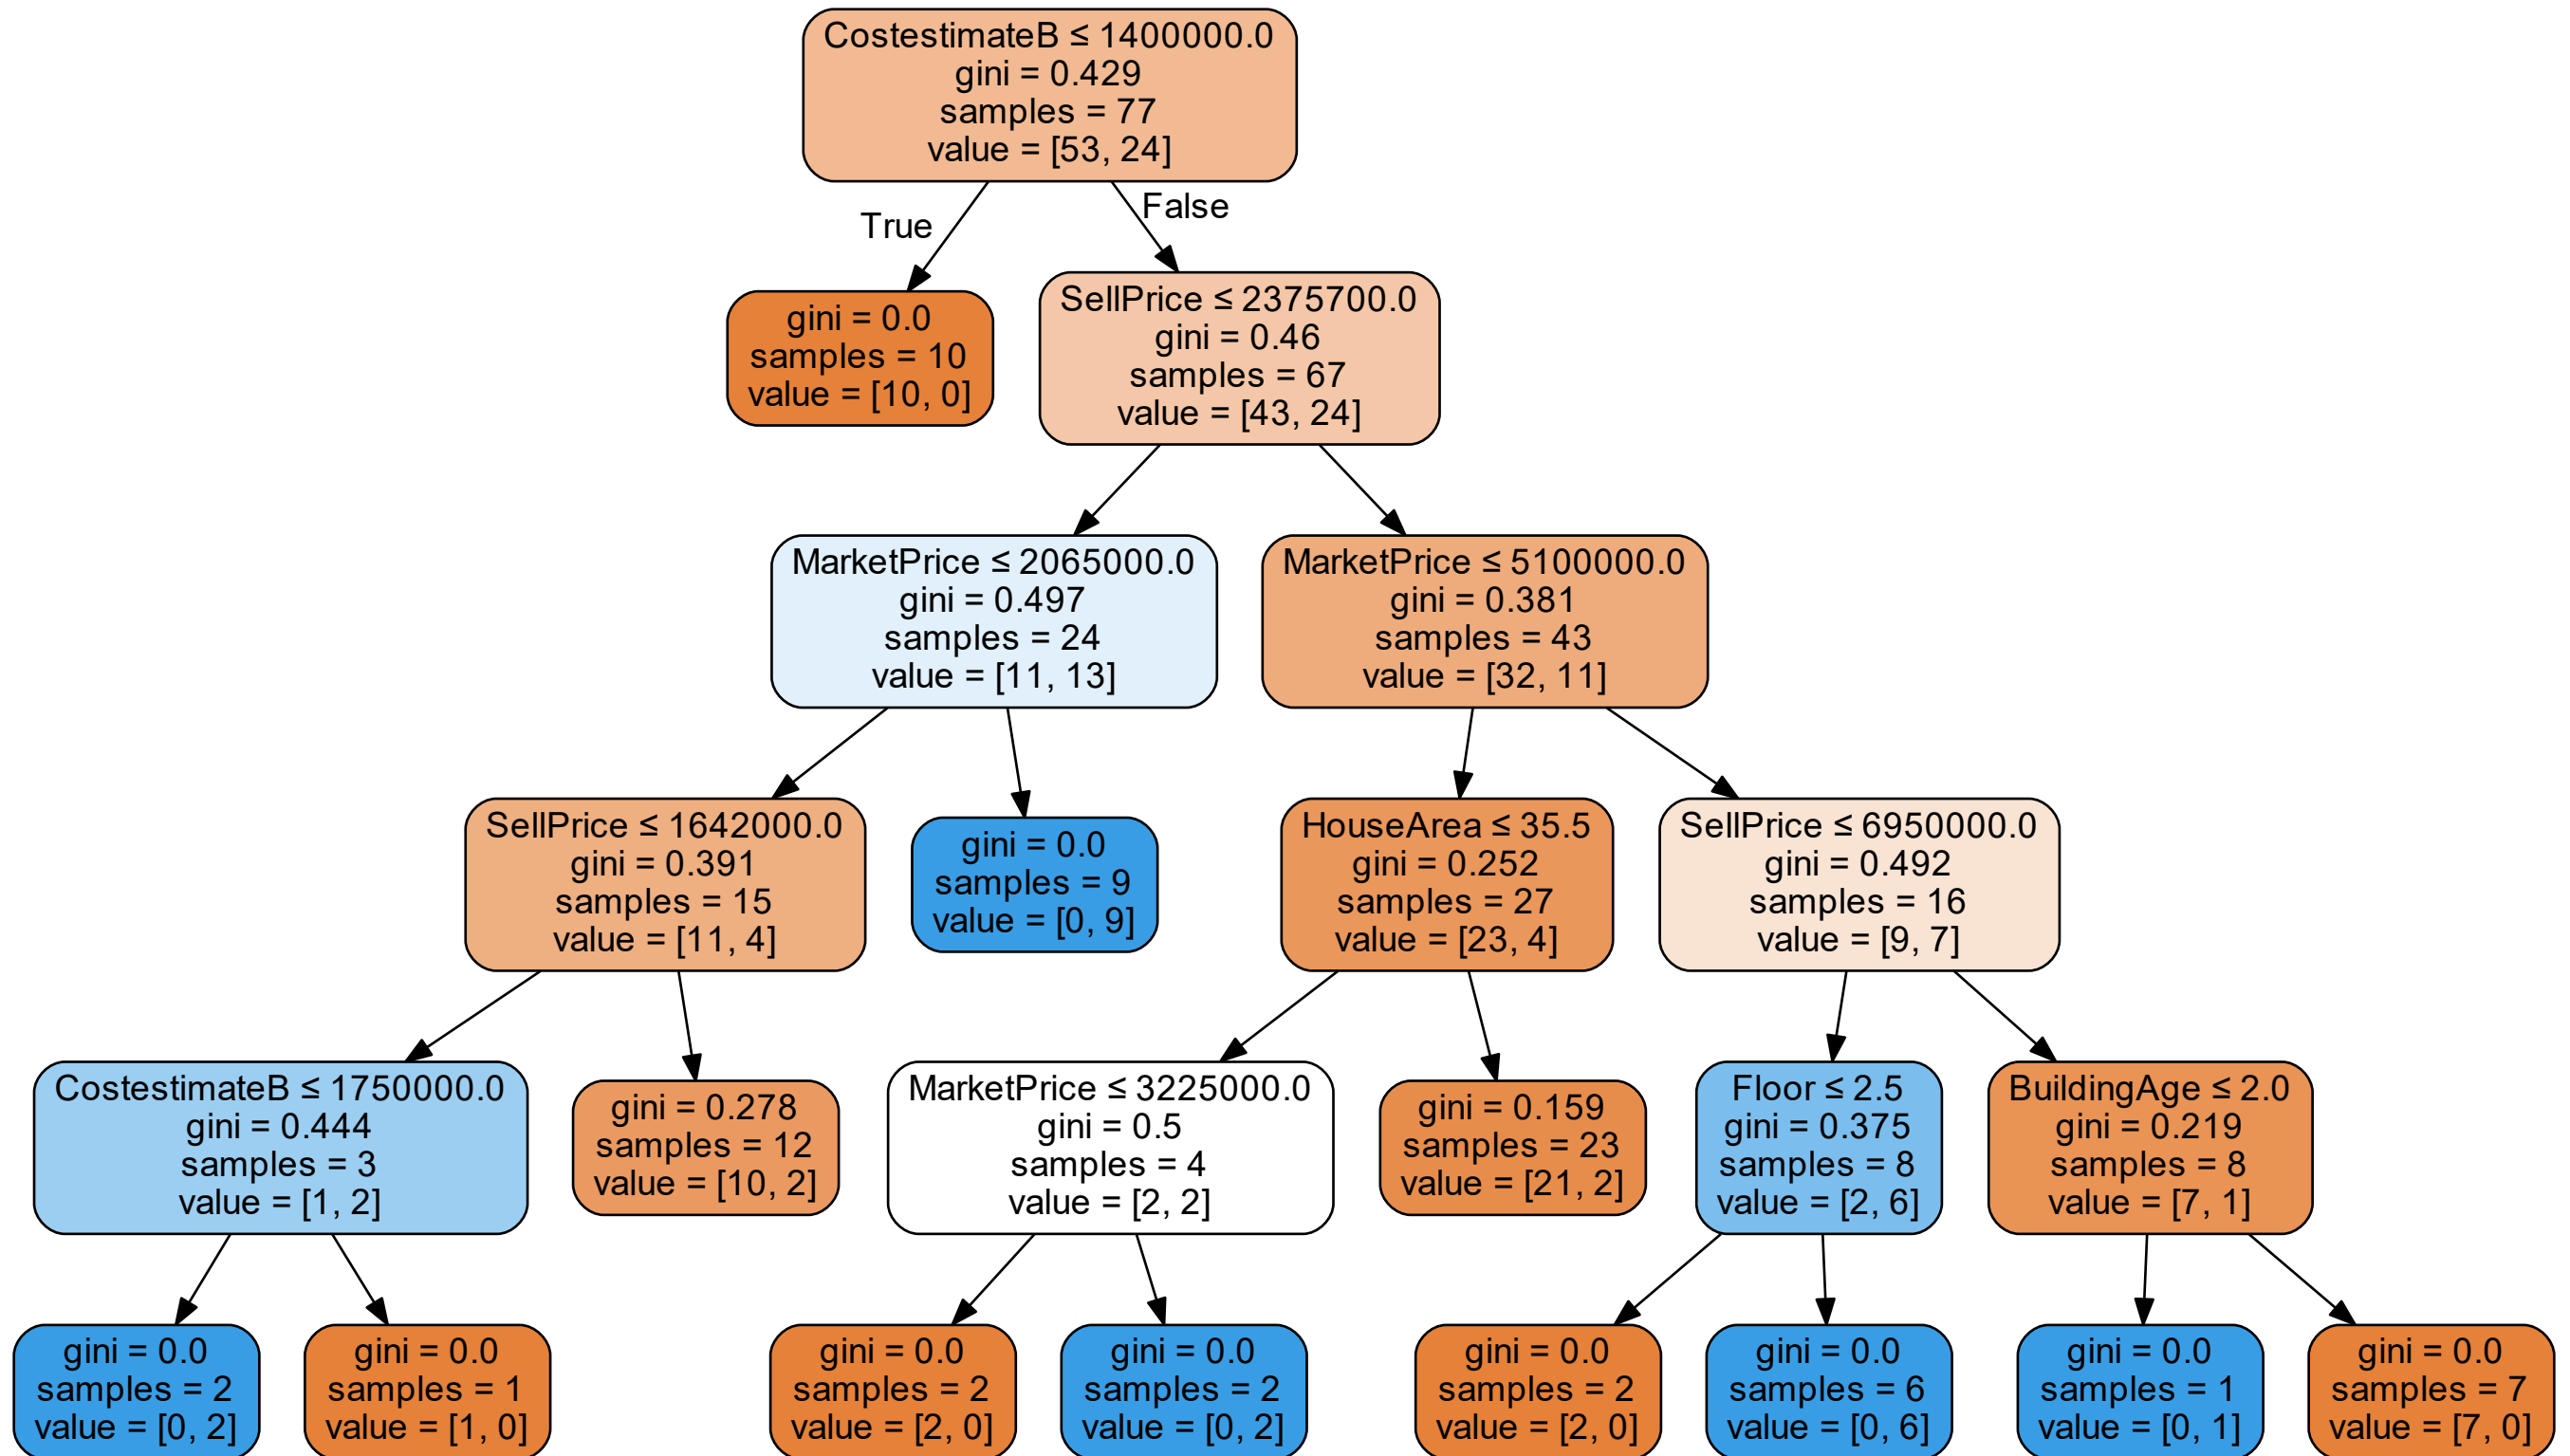 CostestimateB ≤ 1400000.0
gini = 0.429
samples = 77
value = [53, 24]
True
False
gini = 0.0
samples = 10
value = [10, 0]
SellPrice ≤ 2375700.0
gini = 0.46
samples = 67
value = [43, 24]
MarketPrice ≤ 2065000.0
gini = 0.497
samples = 24
value = [11, 13]
MarketPrice ≤ 5100000.0
gini = 0.381
samples = 43
value = [32, 11]
SellPrice ≤ 1642000.0
gini = 0.391
samples = 15
value = [11, 4]
gini = 0.0
samples = 9
value = [0, 9]
HouseArea ≤ 35.5
gini = 0.252
samples = 27
value = [23, 4]
SellPrice ≤ 6950000.0
gini = 0.492
samples = 16
value = [9, 7]
CostestimateB ≤ 1750000.0
gini = 0.444
samples = 3
value = [1, 2]
gini = 0.278
samples = 12
value = [10, 2]
MarketPrice ≤ 3225000.0
gini = 0.5
samples = 4
value = [2, 2]
gini = 0.159
samples = 23
value = [21, 2]
Floor ≤ 2.5
gini = 0.375
samples = 8
value = [2, 6]
BuildingAge ≤ 2.0
gini = 0.219
samples = 8
value = [7, 1]
gini = 0.0
samples = 2
value = [0, 2]
gini = 0.0
samples = 1
value = [1, 0]
gini = 0.0
samples = 2
value = [2, 0]
gini = 0.0
samples = 2
value = [0, 2]
gini = 0.0
samples = 2
value = [2, 0]
gini = 0.0
samples = 6
value = [0, 6]
gini = 0.0
samples = 1
value = [0, 1]
gini = 0.0
samples = 7
value = [7, 0]